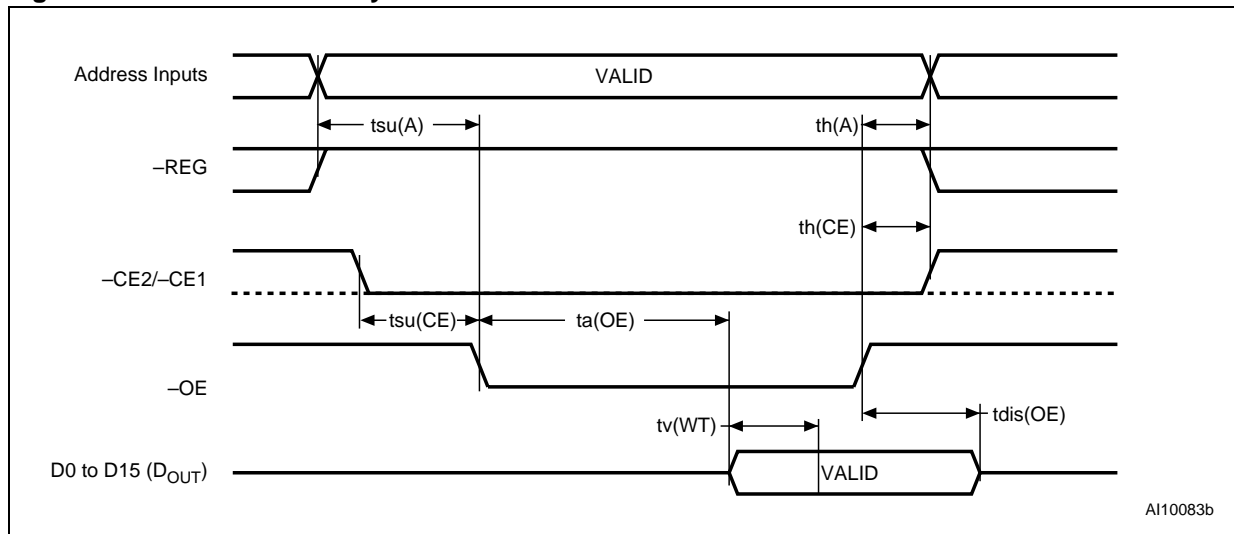 Address Inputs
VALID
tsu(A)
th(A)
–REG
th(CE)
–CE2/–CE1
tsu(CE)
ta(OE)
–OE
tv(WT)
tdis(OE)
D0 to D15 (DOUT)
VALID
AI10083b